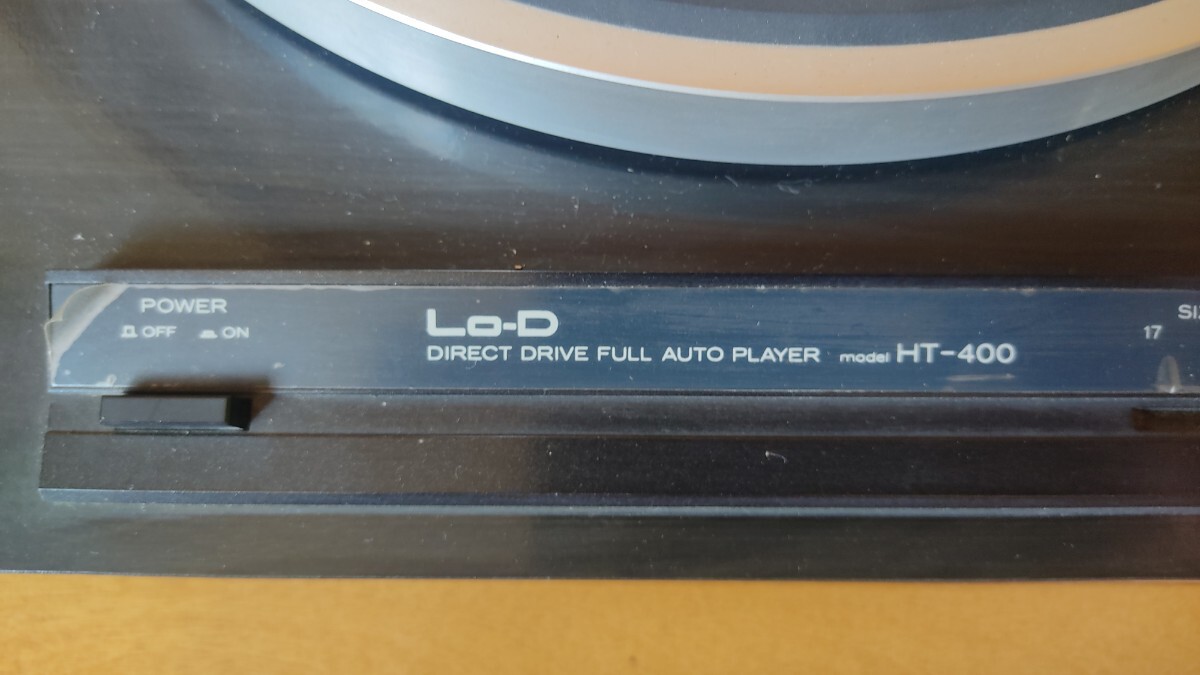 POWER
OFF ON
Lo-D
DIRECT DRIVE FULL AUTO PLAYER model HT-400
17